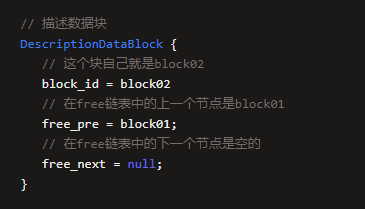 // 描述数据块
DescriptionDataBlock {
// 这个块自己就是block02
block_id = block02
// 在free链表中的上一个节点是block01
free_pre = block01;
// 在free链表中的下一个节点是空的
free_next = null;
}